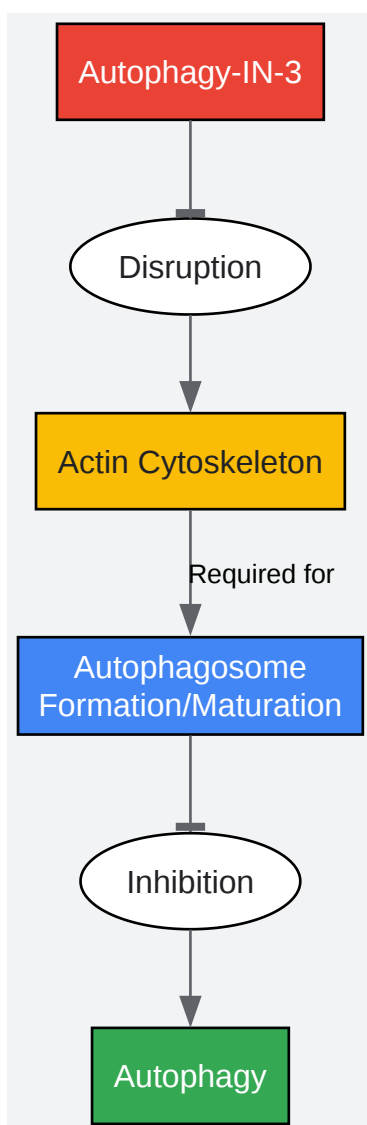 Autophagy-IN-3
Disruption
Actin Cytoskeleton
Required for
Autophagosome
Formation/Maturation
Inhibition
Autophagy